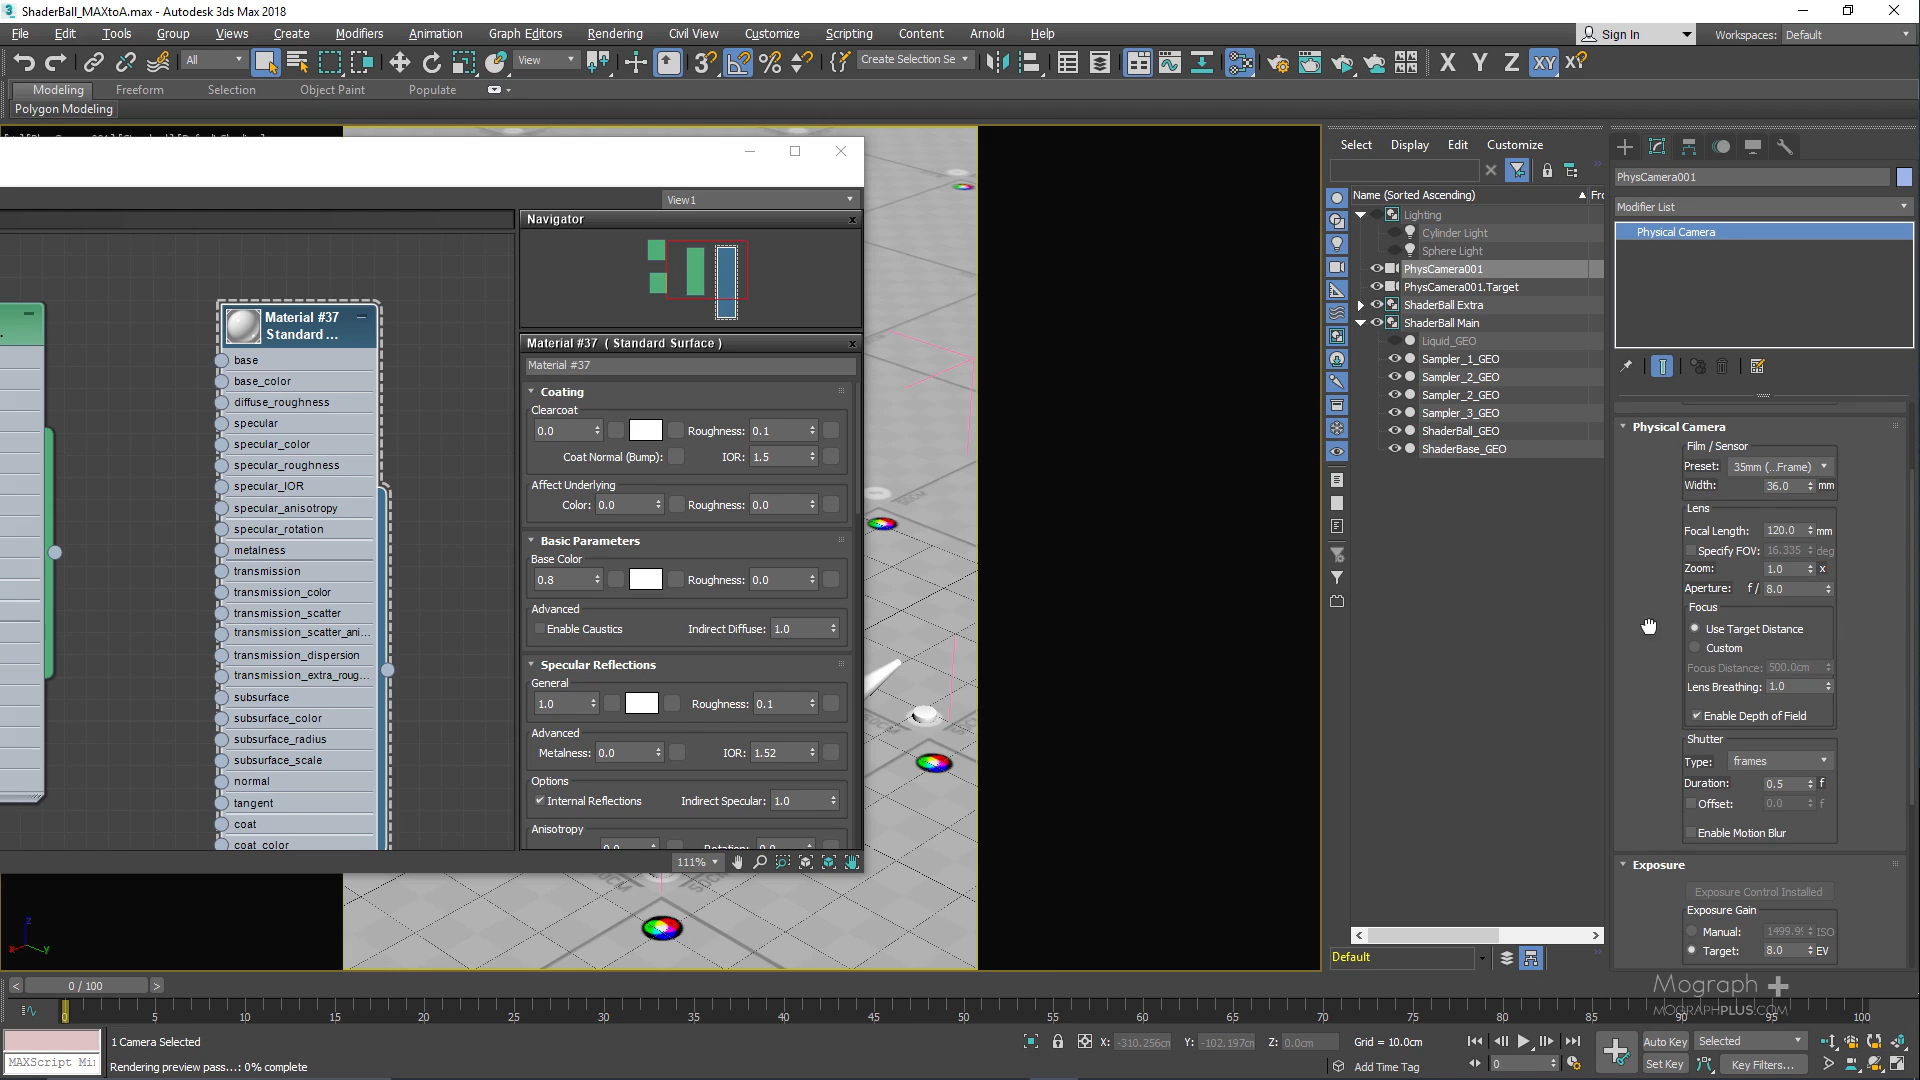 ShaderBall_MAXtoA.max - Autodesk 3ds Max 2018
File Edit Tools Group Views Create Modifiers Animation Graph Editors Rendering Civil View Customize Scripting Content Arnold Help
Sign In
Workspaces: Default
All
View
Create Selection Se
X Y Z XY
Modeling Freeform Selection Object Paint Populate
Polygon Modeling
View1
Navigator
Material #37
Standard ...
base
base_color
diffuse_roughness
specular
specular_color
specular_roughness
specular_IOR
specular_anisotropy
specular_rotation
metalness
transmission
transmission_color
transmission_scatter
transmission_scatter_ani...
transmission_dispersion
transmission_extra_roug...
subsurface
subsurface_color
subsurface_radius
subsurface_scale
normal
tangent
coat
coat_color
Material #37 ( Standard Surface )
Material #37
Coating
Clearcoat
0.0 Roughness: 0.1
Coat Normal (Bump): IOR: 1.5
Affect Underlying
Color: 0.0 Roughness: 0.0
Basic Parameters
Base Color
0.8 Roughness: 0.0
Advanced
Enable Caustics Indirect Diffuse: 1.0
Specular Reflections
General
1.0 Roughness: 0.1
Advanced
Metalness: 0.0 IOR: 1.52
Options
Internal Reflections Indirect Specular: 1.0
Anisotropy
0.0 Rotation: 0.0
111%
50CM
50CM
Select Display Edit Customize
Name (Sorted Ascending) Fro
Lighting
Cylinder Light
Sphere Light
PhysCamera001
PhysCamera001.Target
ShaderBall Extra
ShaderBall Main
Liquid_GEO
Sampler_1_GEO
Sampler_2_GEO
Sampler_2_GEO
Sampler_3_GEO
ShaderBall_GEO
ShaderBase_GEO
Default
PhysCamera001
Modifier List
Physical Camera
Physical Camera
Film / Sensor
Preset: 35mm (...Frame)
Width: 36.0 mm
Lens
Focal Length: 120.0 mm
Specify FOV: 16.335 deg
Zoom: 1.0 x
Aperture: f / 8.0
Focus
Use Target Distance
Custom
Focus Distance: 500.0cm
Lens Breathing: 1.0
Enable Depth of Field
Shutter
Type: frames
Duration: 0.5 f
Offset: 0.0 f
Enable Motion Blur
Exposure
Exposure Control Installed
Exposure Gain
Manual: 1499.9 ISO
Target: 8.0 EV
Mograph +
MOGRAPHPLUS.COM
0 / 100
0 5 10 15 20 25 30 35 40 45 50 55 60 65 70 75 80 85 90 95 100
1 Camera Selected
X: -310.256cm Y: -102.197cm Z: 0.0cm Grid = 10.0cm
Auto Key Selected
MAXScript Mi
Rendering preview pass...: 0% complete
Add Time Tag
0
Set Key Key Filters...
z
x
y